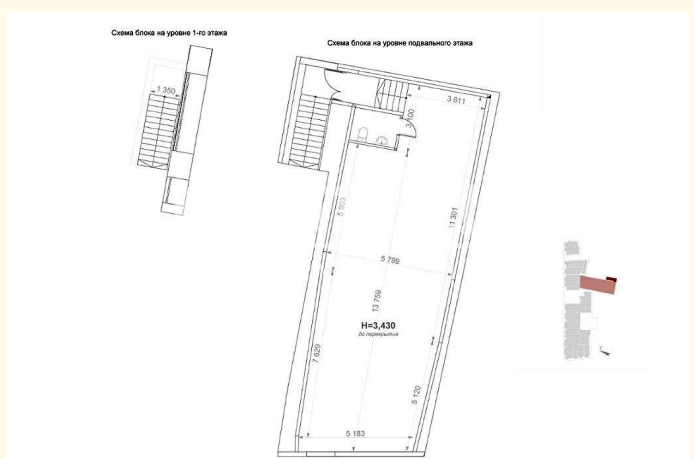 Схема блока на уровне 1-го этажа
Схема блока на уровне подвального этажа
1 350
3 611
3 100
5 903
11 301
5 799
13 759
H=3,430
до перекрытия
7 629
5 120
5 183